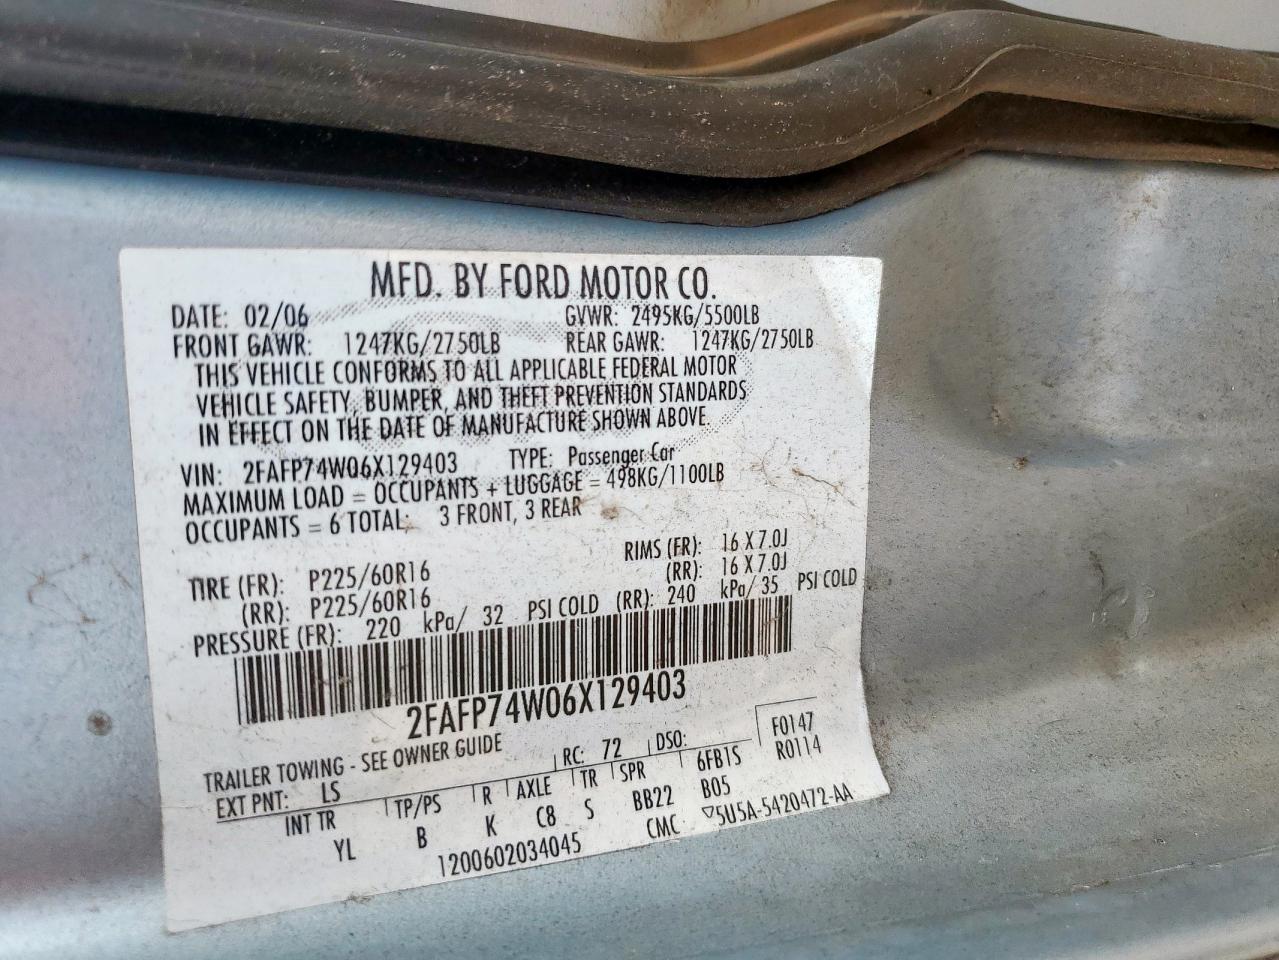 MFD. BY FORD MOTOR CO.
DATE: 02/06 GVWR: 2495KG/5500LB
FRONT GAWR: 1247KG/2750LB REAR GAWR: 1247KG/2750LB
THIS VEHICLE CONFORMS TO ALL APPLICABLE FEDERAL MOTOR
VEHICLE SAFETY, BUMPER, AND THEFT PREVENTION STANDARDS
IN EFFECT ON THE DATE OF MANUFACTURE SHOWN ABOVE.
VIN: 2FAFP74W06X129403 TYPE: Passenger Car
MAXIMUM LOAD = OCCUPANTS + LUGGAGE = 498KG/1100LB
OCCUPANTS = 6 TOTAL: 3 FRONT, 3 REAR
TIRE (FR): P225/60R16 RIMS (FR): 16 X 7.0J
(RR): P225/60R16 (RR): 16 X 7.0J
PRESSURE (FR): 220 kPa/ 32 PSI COLD (RR): 240 kPa/ 35 PSI COLD
2FAFP74W06X129403
TRAILER TOWING - SEE OWNER GUIDE F0147
EXT PNT: LS RC: 72 DSO: R0114
INT TR TP/PS R AXLE TR SPR 6FB1S
YL B K C8 S BB22 B05
1200602034045 CMC ▽5U5A-5420472-AA